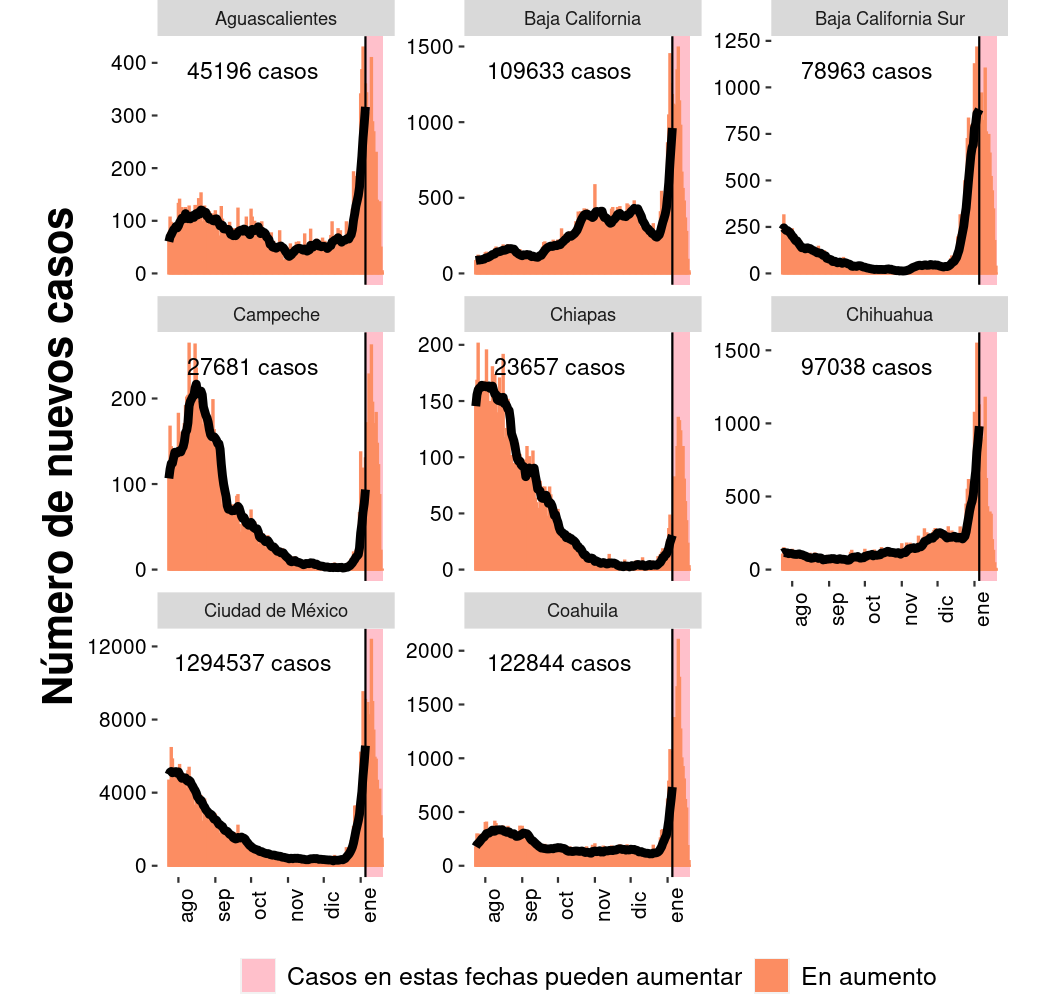 Número de nuevos casos
Aguascalientes
45196 casos
400
300
200
100
0
Baja California
109633 casos
1500
1000
500
0
Baja California Sur
78963 casos
1250
1000
750
500
250
0
Campeche
27681 casos
200
100
0
Chiapas
23657 casos
200
150
100
50
0
Chihuahua
97038 casos
1500
1000
500
0
ago
sep
oct
nov
dic
ene
Ciudad de México
1294537 casos
12000
8000
4000
0
ago
sep
oct
nov
dic
ene
Coahuila
122844 casos
2000
1500
1000
500
0
ago
sep
oct
nov
dic
ene
Casos en estas fechas pueden aumentar
En aumento